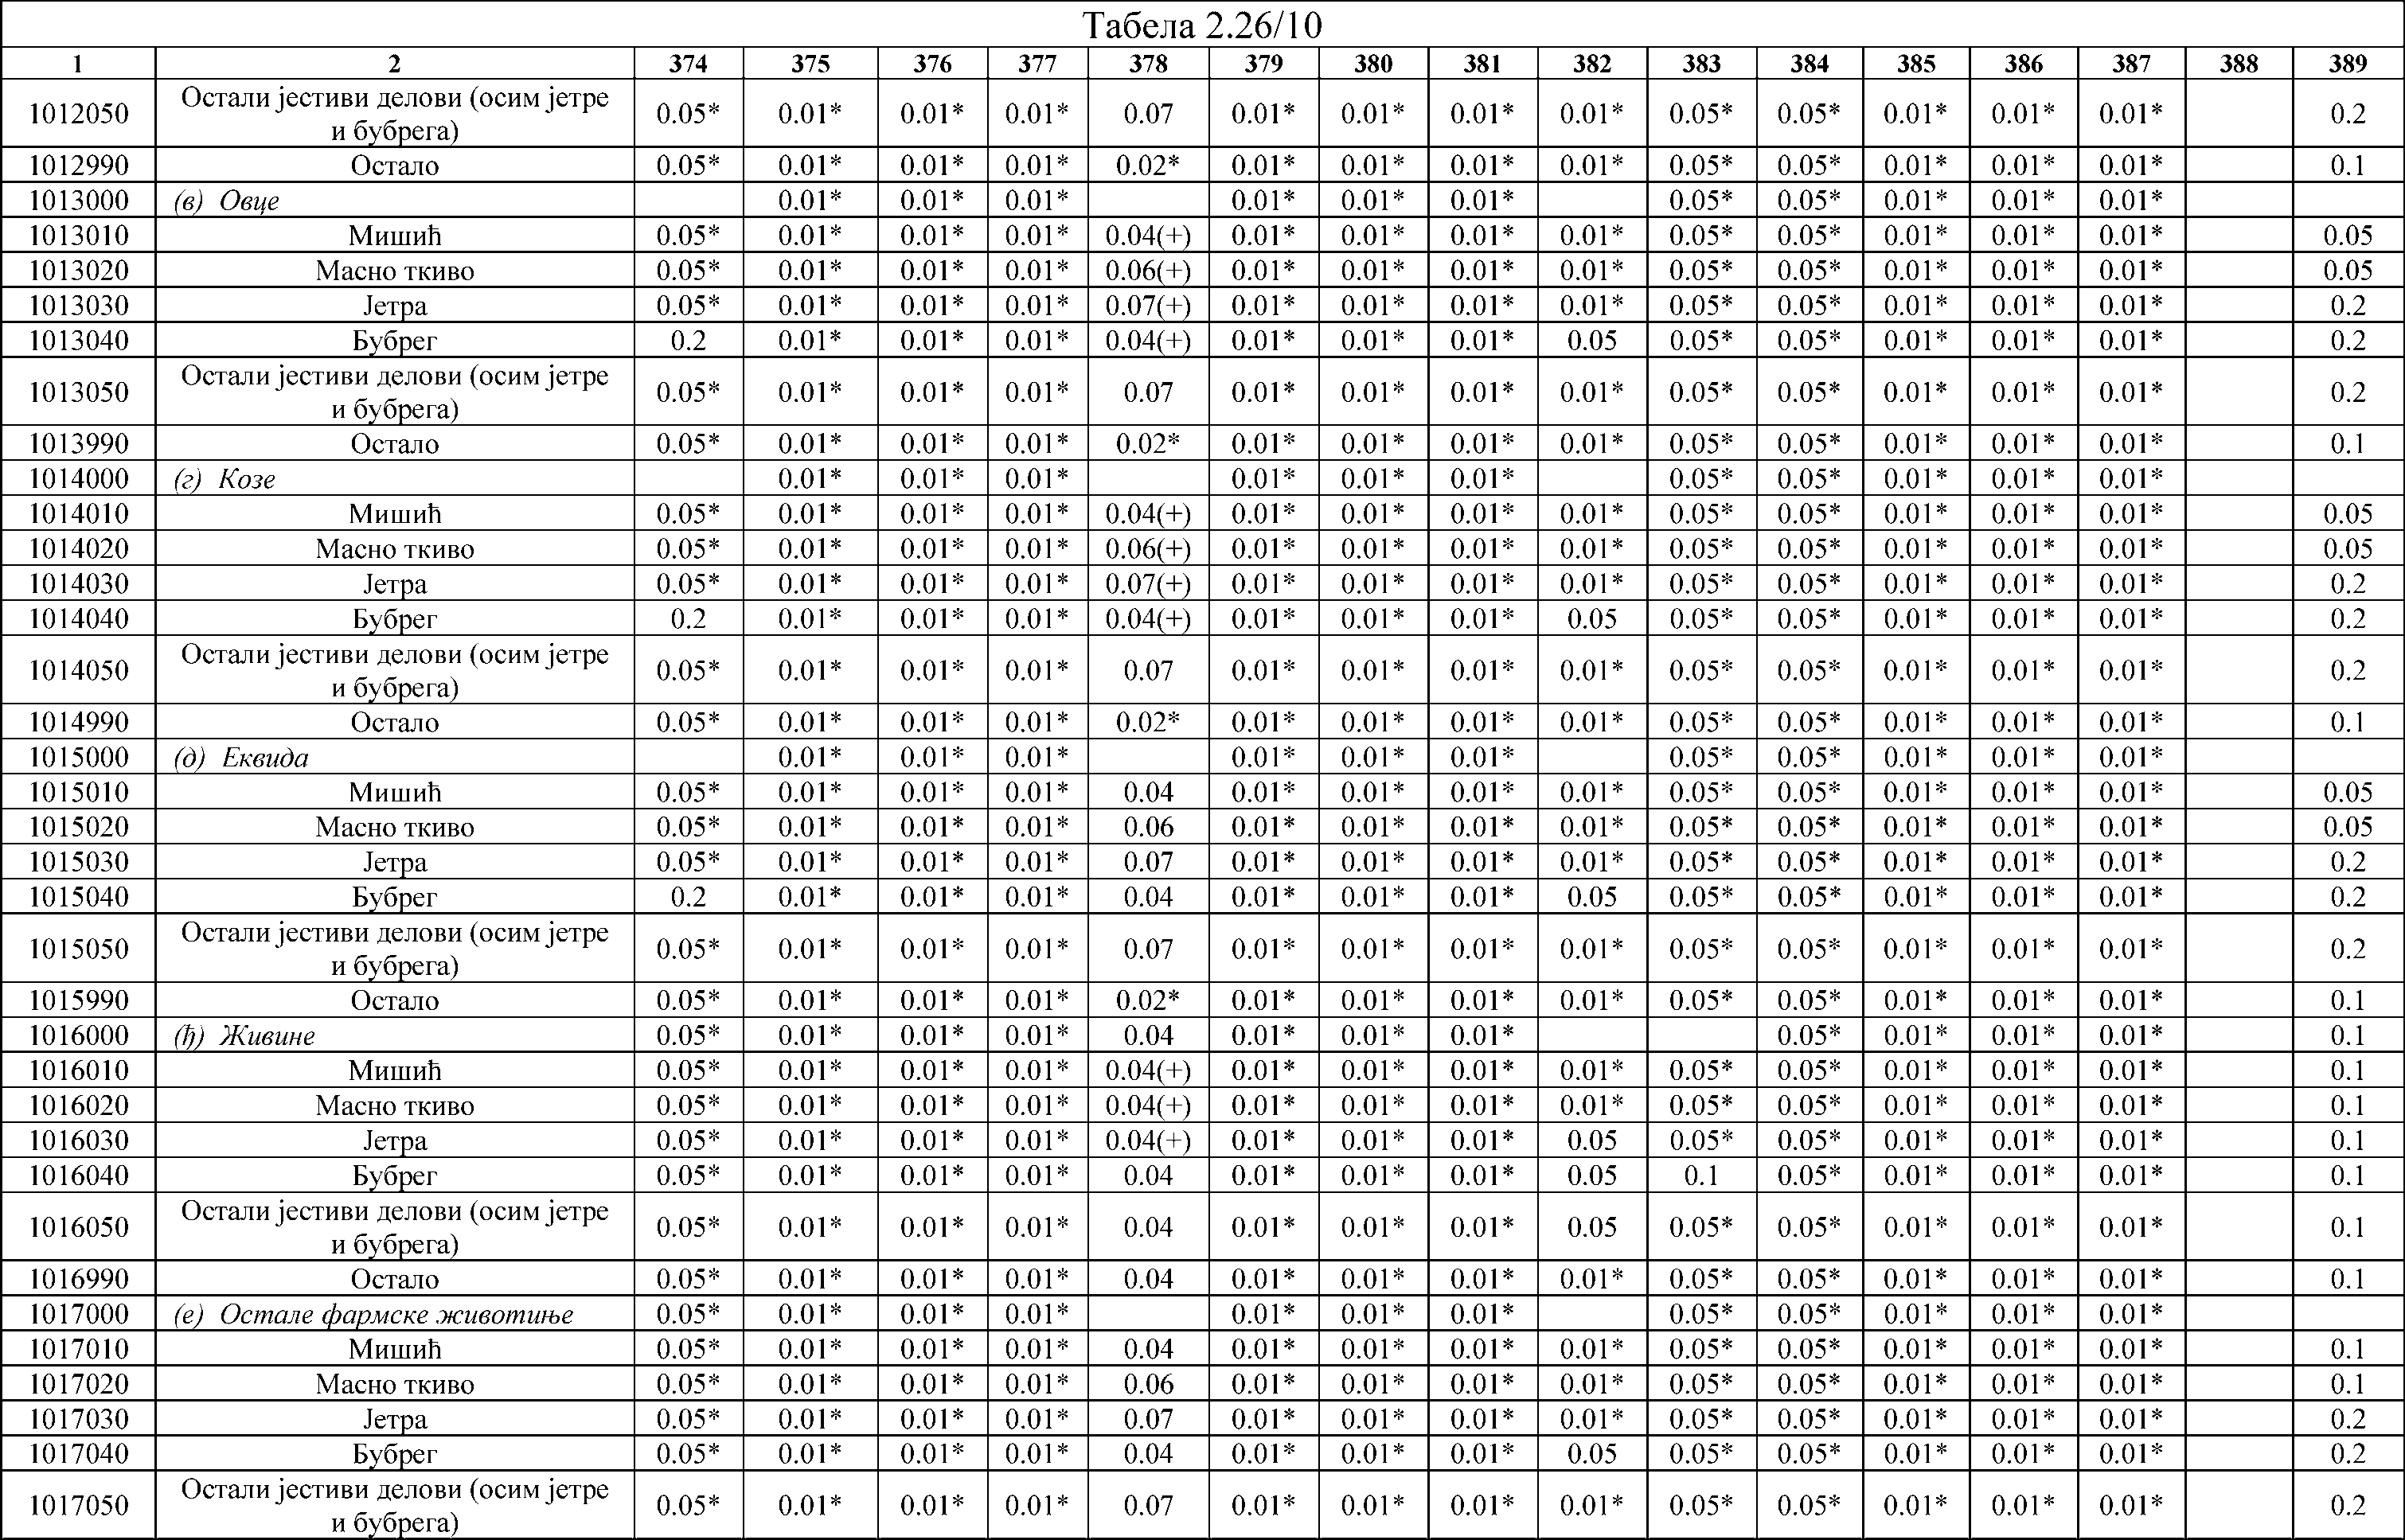 Табела 2.26/10
1 2 374 375 376 377 378 379 380 381 382 383 384 385 386 387 388 389
1012050 Остали јестиви делови (осим јетре и бубрега) 0.05* 0.01* 0.01* 0.01* 0.07 0.01* 0.01* 0.01* 0.01* 0.05* 0.05* 0.01* 0.01* 0.01* 0.2
1012990 Остало 0.05* 0.01* 0.01* 0.01* 0.02* 0.01* 0.01* 0.01* 0.01* 0.05* 0.05* 0.01* 0.01* 0.01* 0.1
1013000 (в) Овце 0.01* 0.01* 0.01* 0.01* 0.01* 0.01* 0.05* 0.05* 0.01* 0.01* 0.01*
1013010 Мишић 0.05* 0.01* 0.01* 0.01* 0.04(+) 0.01* 0.01* 0.01* 0.01* 0.05* 0.05* 0.01* 0.01* 0.01* 0.05
1013020 Масно ткиво 0.05* 0.01* 0.01* 0.01* 0.06(+) 0.01* 0.01* 0.01* 0.01* 0.05* 0.05* 0.01* 0.01* 0.01* 0.05
1013030 Јетра 0.05* 0.01* 0.01* 0.01* 0.07(+) 0.01* 0.01* 0.01* 0.01* 0.05* 0.05* 0.01* 0.01* 0.01* 0.2
1013040 Бубрег 0.2 0.01* 0.01* 0.01* 0.04(+) 0.01* 0.01* 0.01* 0.05 0.05* 0.05* 0.01* 0.01* 0.01* 0.2
1013050 Остали јестиви делови (осим јетре и бубрега) 0.05* 0.01* 0.01* 0.01* 0.07 0.01* 0.01* 0.01* 0.01* 0.05* 0.05* 0.01* 0.01* 0.01* 0.2
1013990 Остало 0.05* 0.01* 0.01* 0.01* 0.02* 0.01* 0.01* 0.01* 0.01* 0.05* 0.05* 0.01* 0.01* 0.01* 0.1
1014000 (г) Козе 0.01* 0.01* 0.01* 0.01* 0.01* 0.01* 0.05* 0.05* 0.01* 0.01* 0.01*
1014010 Мишић 0.05* 0.01* 0.01* 0.01* 0.04(+) 0.01* 0.01* 0.01* 0.01* 0.05* 0.05* 0.01* 0.01* 0.01* 0.05
1014020 Масно ткиво 0.05* 0.01* 0.01* 0.01* 0.06(+) 0.01* 0.01* 0.01* 0.01* 0.05* 0.05* 0.01* 0.01* 0.01* 0.05
1014030 Јетра 0.05* 0.01* 0.01* 0.01* 0.07(+) 0.01* 0.01* 0.01* 0.01* 0.05* 0.05* 0.01* 0.01* 0.01* 0.2
1014040 Бубрег 0.2 0.01* 0.01* 0.01* 0.04(+) 0.01* 0.01* 0.01* 0.05 0.05* 0.05* 0.01* 0.01* 0.01* 0.2
1014050 Остали јестиви делови (осим јетре и бубрега) 0.05* 0.01* 0.01* 0.01* 0.07 0.01* 0.01* 0.01* 0.01* 0.05* 0.05* 0.01* 0.01* 0.01* 0.2
1014990 Остало 0.05* 0.01* 0.01* 0.01* 0.02* 0.01* 0.01* 0.01* 0.01* 0.05* 0.05* 0.01* 0.01* 0.01* 0.1
1015000 (д) Еквида 0.01* 0.01* 0.01* 0.01* 0.01* 0.01* 0.05* 0.05* 0.01* 0.01* 0.01*
1015010 Мишић 0.05* 0.01* 0.01* 0.01* 0.04 0.01* 0.01* 0.01* 0.01* 0.05* 0.05* 0.01* 0.01* 0.01* 0.05
1015020 Масно ткиво 0.05* 0.01* 0.01* 0.01* 0.06 0.01* 0.01* 0.01* 0.01* 0.05* 0.05* 0.01* 0.01* 0.01* 0.05
1015030 Јетра 0.05* 0.01* 0.01* 0.01* 0.07 0.01* 0.01* 0.01* 0.01* 0.05* 0.05* 0.01* 0.01* 0.01* 0.2
1015040 Бубрег 0.2 0.01* 0.01* 0.01* 0.04 0.01* 0.01* 0.01* 0.05 0.05* 0.05* 0.01* 0.01* 0.01* 0.2
1015050 Остали јестиви делови (осим јетре и бубрега) 0.05* 0.01* 0.01* 0.01* 0.07 0.01* 0.01* 0.01* 0.01* 0.05* 0.05* 0.01* 0.01* 0.01* 0.2
1015990 Остало 0.05* 0.01* 0.01* 0.01* 0.02* 0.01* 0.01* 0.01* 0.01* 0.05* 0.05* 0.01* 0.01* 0.01* 0.1
1016000 (ђ) Живине 0.05* 0.01* 0.01* 0.01* 0.04 0.01* 0.01* 0.01* 0.05* 0.01* 0.01* 0.01* 0.1
1016010 Мишић 0.05* 0.01* 0.01* 0.01* 0.04(+) 0.01* 0.01* 0.01* 0.01* 0.05* 0.05* 0.01* 0.01* 0.01* 0.1
1016020 Масно ткиво 0.05* 0.01* 0.01* 0.01* 0.04(+) 0.01* 0.01* 0.01* 0.01* 0.05* 0.05* 0.01* 0.01* 0.01* 0.1
1016030 Јетра 0.05* 0.01* 0.01* 0.01* 0.04(+) 0.01* 0.01* 0.01* 0.05 0.05* 0.05* 0.01* 0.01* 0.01* 0.1
1016040 Бубрег 0.05* 0.01* 0.01* 0.01* 0.04 0.01* 0.01* 0.01* 0.05 0.1 0.05* 0.01* 0.01* 0.01* 0.1
1016050 Остали јестиви делови (осим јетре и бубрега) 0.05* 0.01* 0.01* 0.01* 0.04 0.01* 0.01* 0.01* 0.05 0.05* 0.05* 0.01* 0.01* 0.01* 0.1
1016990 Остало 0.05* 0.01* 0.01* 0.01* 0.04 0.01* 0.01* 0.01* 0.01* 0.05* 0.05* 0.01* 0.01* 0.01* 0.1
1017000 (е) Остале фармске животиње 0.05* 0.01* 0.01* 0.01* 0.01* 0.01* 0.01* 0.05* 0.05* 0.01* 0.01* 0.01*
1017010 Мишић 0.05* 0.01* 0.01* 0.01* 0.04 0.01* 0.01* 0.01* 0.01* 0.05* 0.05* 0.01* 0.01* 0.01* 0.1
1017020 Масно ткиво 0.05* 0.01* 0.01* 0.01* 0.06 0.01* 0.01* 0.01* 0.01* 0.05* 0.05* 0.01* 0.01* 0.01* 0.1
1017030 Јетра 0.05* 0.01* 0.01* 0.01* 0.07 0.01* 0.01* 0.01* 0.01* 0.05* 0.05* 0.01* 0.01* 0.01* 0.2
1017040 Бубрег 0.05* 0.01* 0.01* 0.01* 0.04 0.01* 0.01* 0.01* 0.05 0.05* 0.05* 0.01* 0.01* 0.01* 0.2
1017050 Остали јестиви делови (осим јетре и бубрега) 0.05* 0.01* 0.01* 0.01* 0.07 0.01* 0.01* 0.01* 0.01* 0.05* 0.05* 0.01* 0.01* 0.01* 0.2